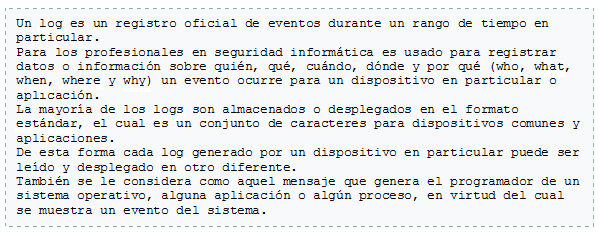 Un log es un registro oficial de eventos durante un rango de tiempo en
particular.
Para los profesionales en seguridad informática es usado para registrar
datos o información sobre quién, qué, cuándo, dónde y por qué (who, what,
when, where y why) un evento ocurre para un dispositivo en particular o
aplicación.
La mayoría de los logs son almacenados o desplegados en el formato
estándar, el cual es un conjunto de caracteres para dispositivos comunes y
aplicaciones.
De esta forma cada log generado por un dispositivo en particular puede ser
leído y desplegado en otro diferente.
También se le considera como aquel mensaje que genera el programador de un
sistema operativo, alguna aplicación o algún proceso, en virtud del cual
se muestra un evento del sistema.